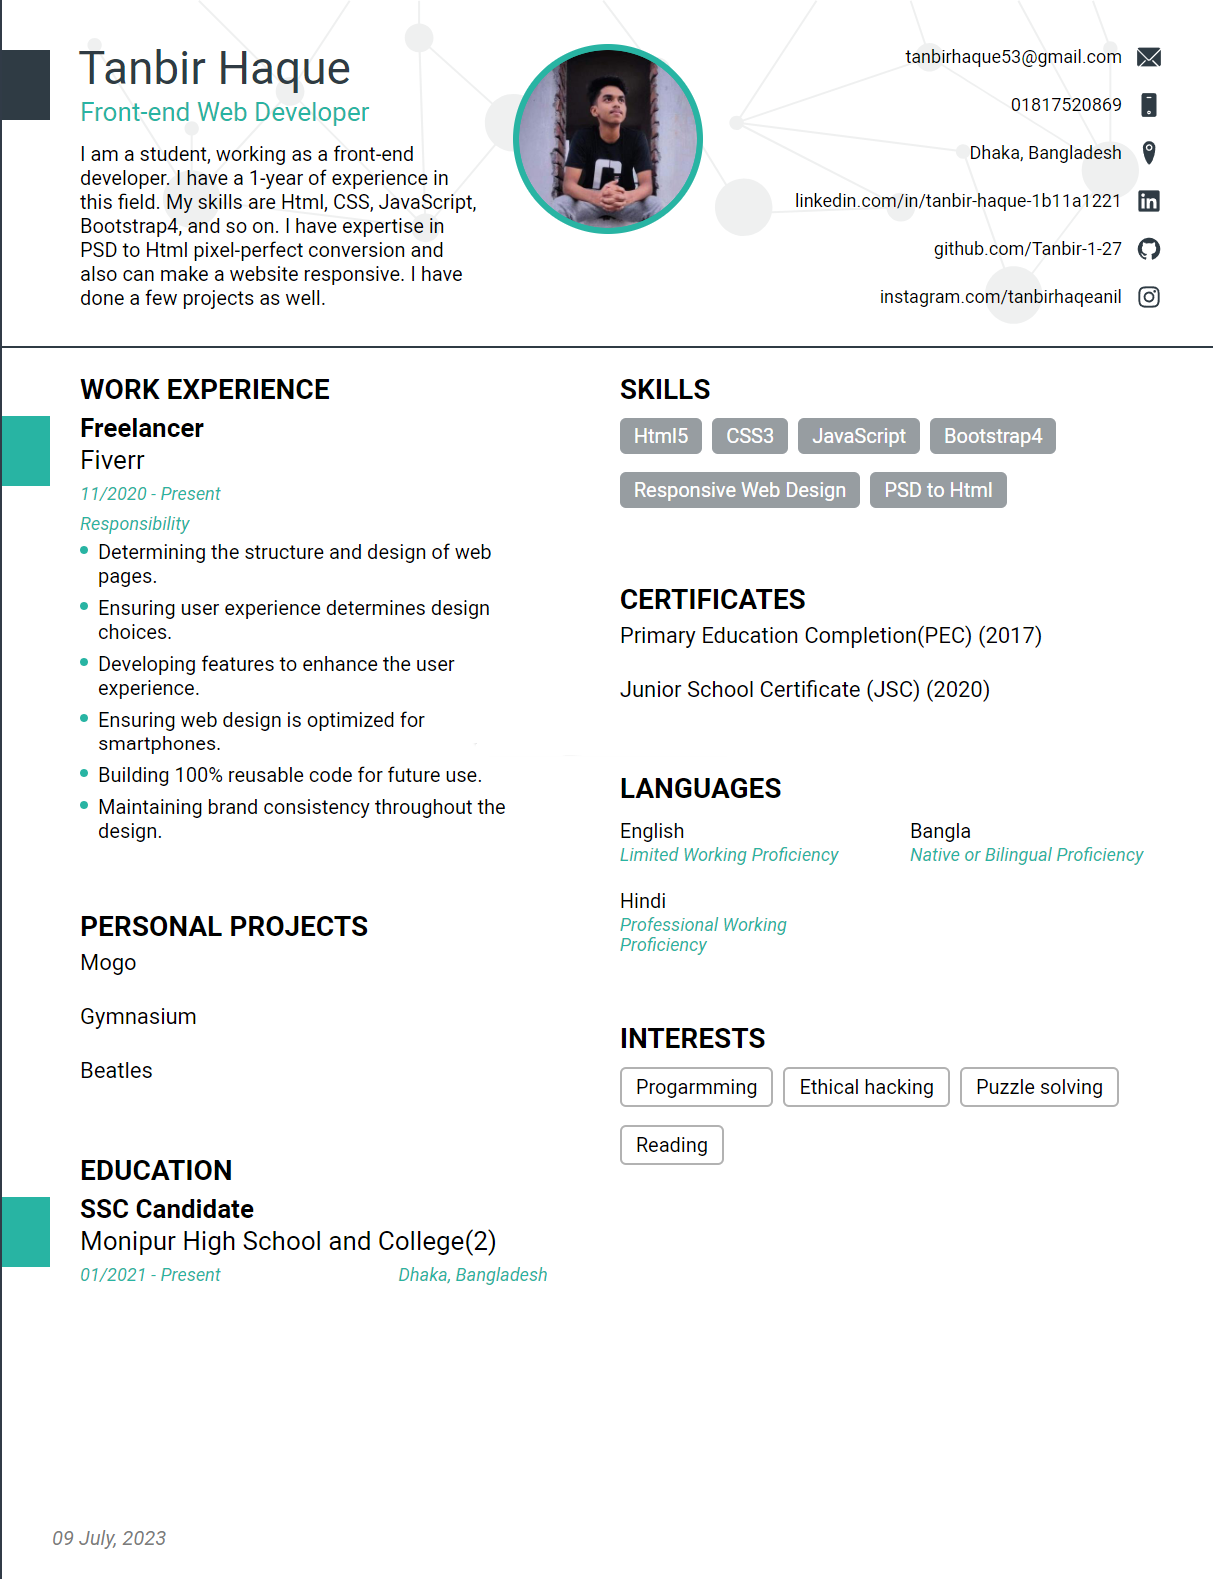 Tanbir Haque
Front-end Web Developer
I am a student, working as a front-end
developer. I have a 1-year of experience in
this field. My skills are Html, CSS, JavaScript,
Bootstrap4, and so on. I have expertise in
PSD to Html pixel-perfect conversion and
also can make a website responsive. I have
done a few projects as well.
tanbirhaque53@gmail.com
01817520869
Dhaka, Bangladesh
linkedin.com/in/tanbir-haque-1b11a1221
github.com/Tanbir-1-27
instagram.com/tanbirhaqeanil
WORK EXPERIENCE
Freelancer
Fiverr
11/2020 - Present
Responsibility
Determining the structure and design of web
pages.
Ensuring user experience determines design
choices.
Developing features to enhance the user
experience.
Ensuring web design is optimized for
smartphones.
Building 100% reusable code for future use.
Maintaining brand consistency throughout the
design.
PERSONAL PROJECTS
Mogo
Gymnasium
Beatles
EDUCATION
SSC Candidate
Monipur High School and College(2)
01/2021 - Present Dhaka, Bangladesh
SKILLS
Html5 CSS3 JavaScript Bootstrap4
Responsive Web Design PSD to Html
CERTIFICATES
Primary Education Completion(PEC) (2017)
Junior School Certificate (JSC) (2020)
LANGUAGES
English Bangla
Limited Working Proficiency Native or Bilingual Proficiency
Hindi
Professional Working
Proficiency
INTERESTS
Progarmming Ethical hacking Puzzle solving
Reading
09 July, 2023